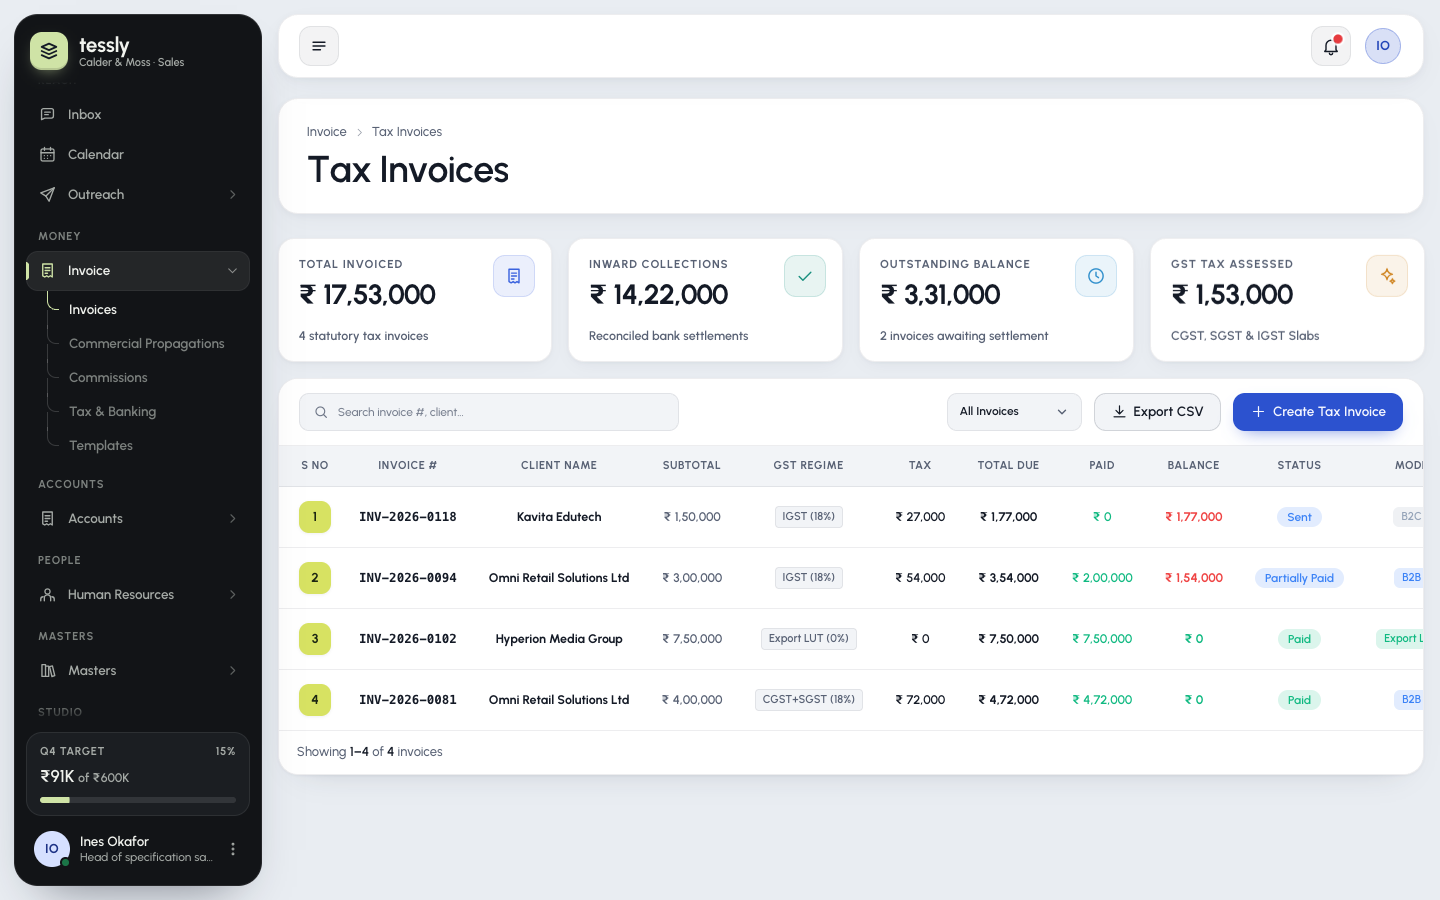 tessly
Calder & Moss · Sales
Inbox
Calendar
Outreach
MONEY
Invoice
Invoices
Commercial Propagations
Commissions
Tax & Banking
Templates
ACCOUNTS
Accounts
PEOPLE
Human Resources
MASTERS
Masters
STUDIO
Q4 TARGET 15%
₹91K of ₹600K
IO
Ines Okafor
Head of specification sa...
IO
Invoice > Tax Invoices
Tax Invoices
TOTAL INVOICED
₹ 17,53,000
4 statutory tax invoices
INWARD COLLECTIONS
₹ 14,22,000
Reconciled bank settlements
OUTSTANDING BALANCE
₹ 3,31,000
2 invoices awaiting settlement
GST TAX ASSESSED
₹ 1,53,000
CGST, SGST & IGST Slabs
Search invoice #, client...
All Invoices
Export CSV
Create Tax Invoice
S NO INVOICE # CLIENT NAME SUBTOTAL GST REGIME TAX TOTAL DUE PAID BALANCE STATUS MOD
1 INV-2026-0118 Kavita Edutech ₹ 1,50,000 IGST (18%) ₹ 27,000 ₹ 1,77,000 ₹ 0 ₹ 1,77,000 Sent B2C
2 INV-2026-0094 Omni Retail Solutions Ltd ₹ 3,00,000 IGST (18%) ₹ 54,000 ₹ 3,54,000 ₹ 2,00,000 ₹ 1,54,000 Partially Paid B2B
3 INV-2026-0102 Hyperion Media Group ₹ 7,50,000 Export LUT (0%) ₹ 0 ₹ 7,50,000 ₹ 7,50,000 ₹ 0 Paid Export L
4 INV-2026-0081 Omni Retail Solutions Ltd ₹ 4,00,000 CGST+SGST (18%) ₹ 72,000 ₹ 4,72,000 ₹ 4,72,000 ₹ 0 Paid B2B
Showing 1–4 of 4 invoices